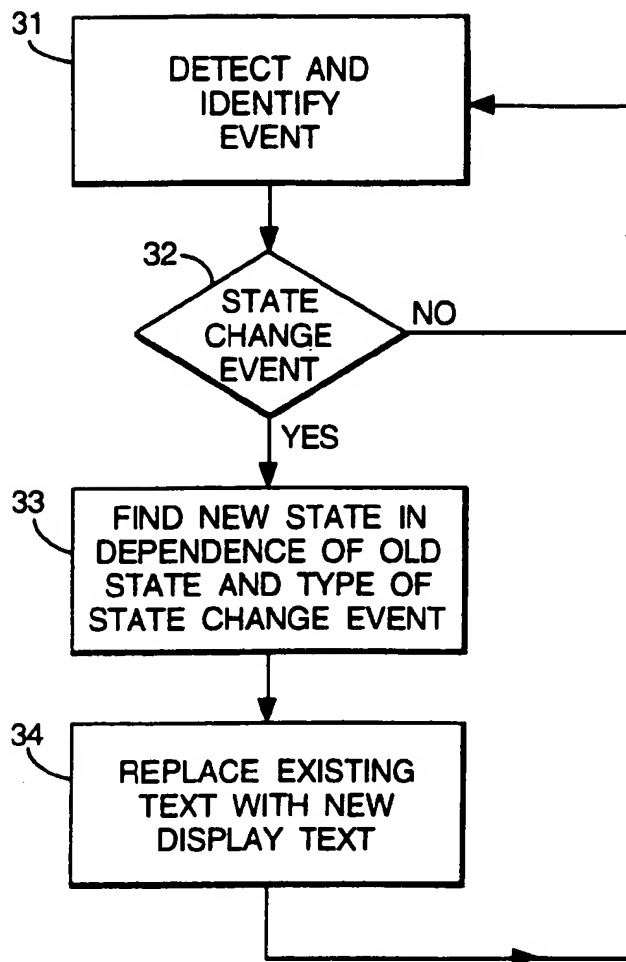 31
DETECT AND
IDENTIFY
EVENT
32
STATE
CHANGE
EVENT
NO
YES
33
FIND NEW STATE IN
DEPENDENCE OF OLD
STATE AND TYPE OF
STATE CHANGE EVENT
34
REPLACE EXISTING
TEXT WITH NEW
DISPLAY TEXT